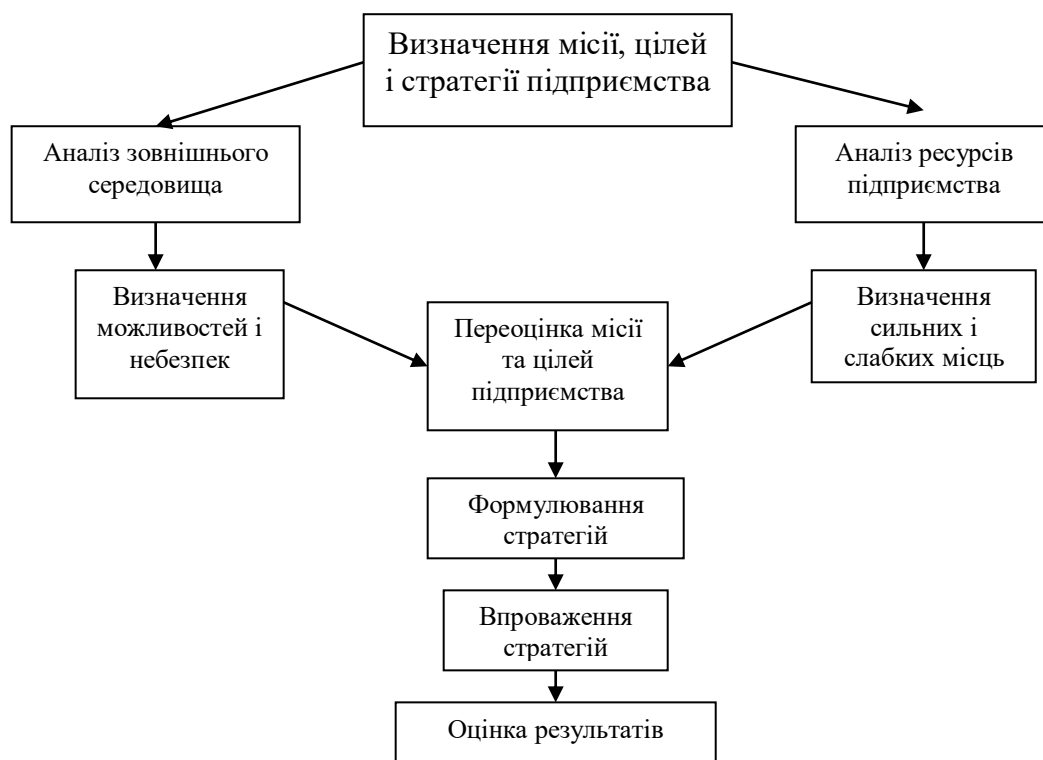 Визначення місії, цілей
і стратегії підприємства
Аналіз зовнішнього
середовища
Аналіз ресурсів
підприємства
Визначення
можливостей і
небезпек
Переоцінка місії
та цілей
підприємства
Визначення
сильних і
слабких місць
Формулювання
стратегій
Впроваження
стратегій
Оцінка результатів